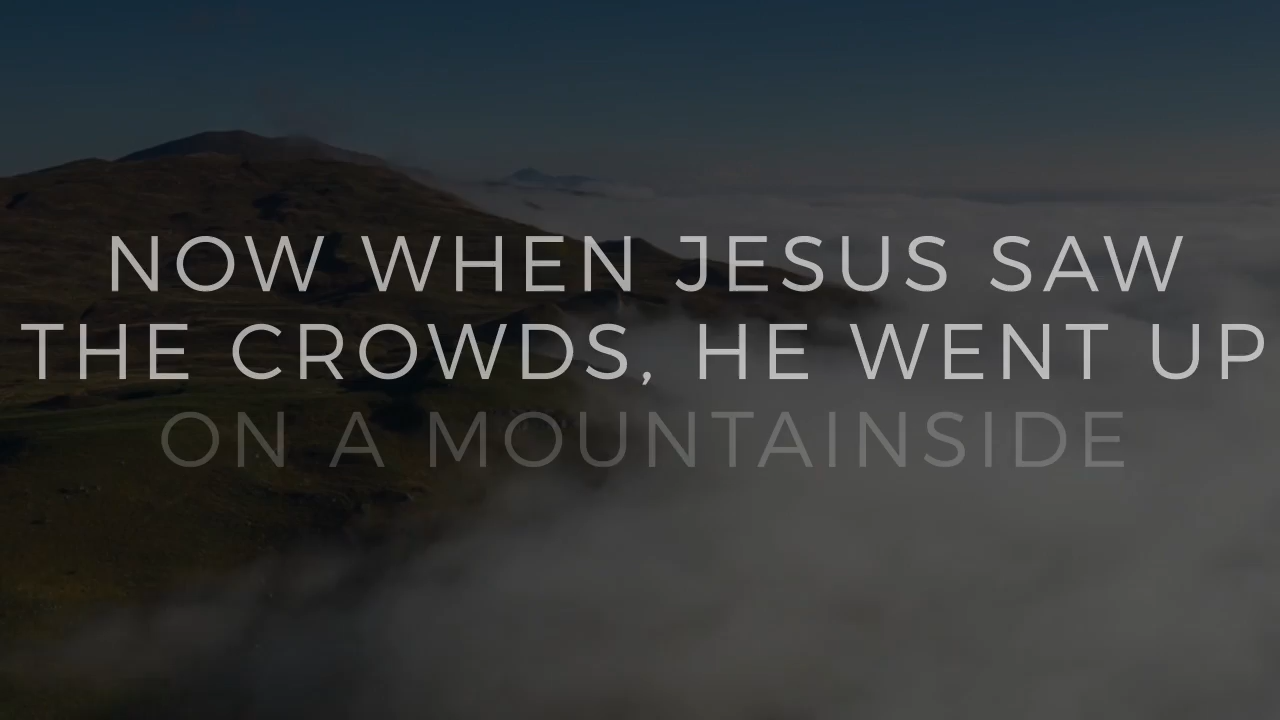 NOW WHEN JESUS SAW
THE CROWDS, HE WENT UP
ON A MOUNTAINSIDE